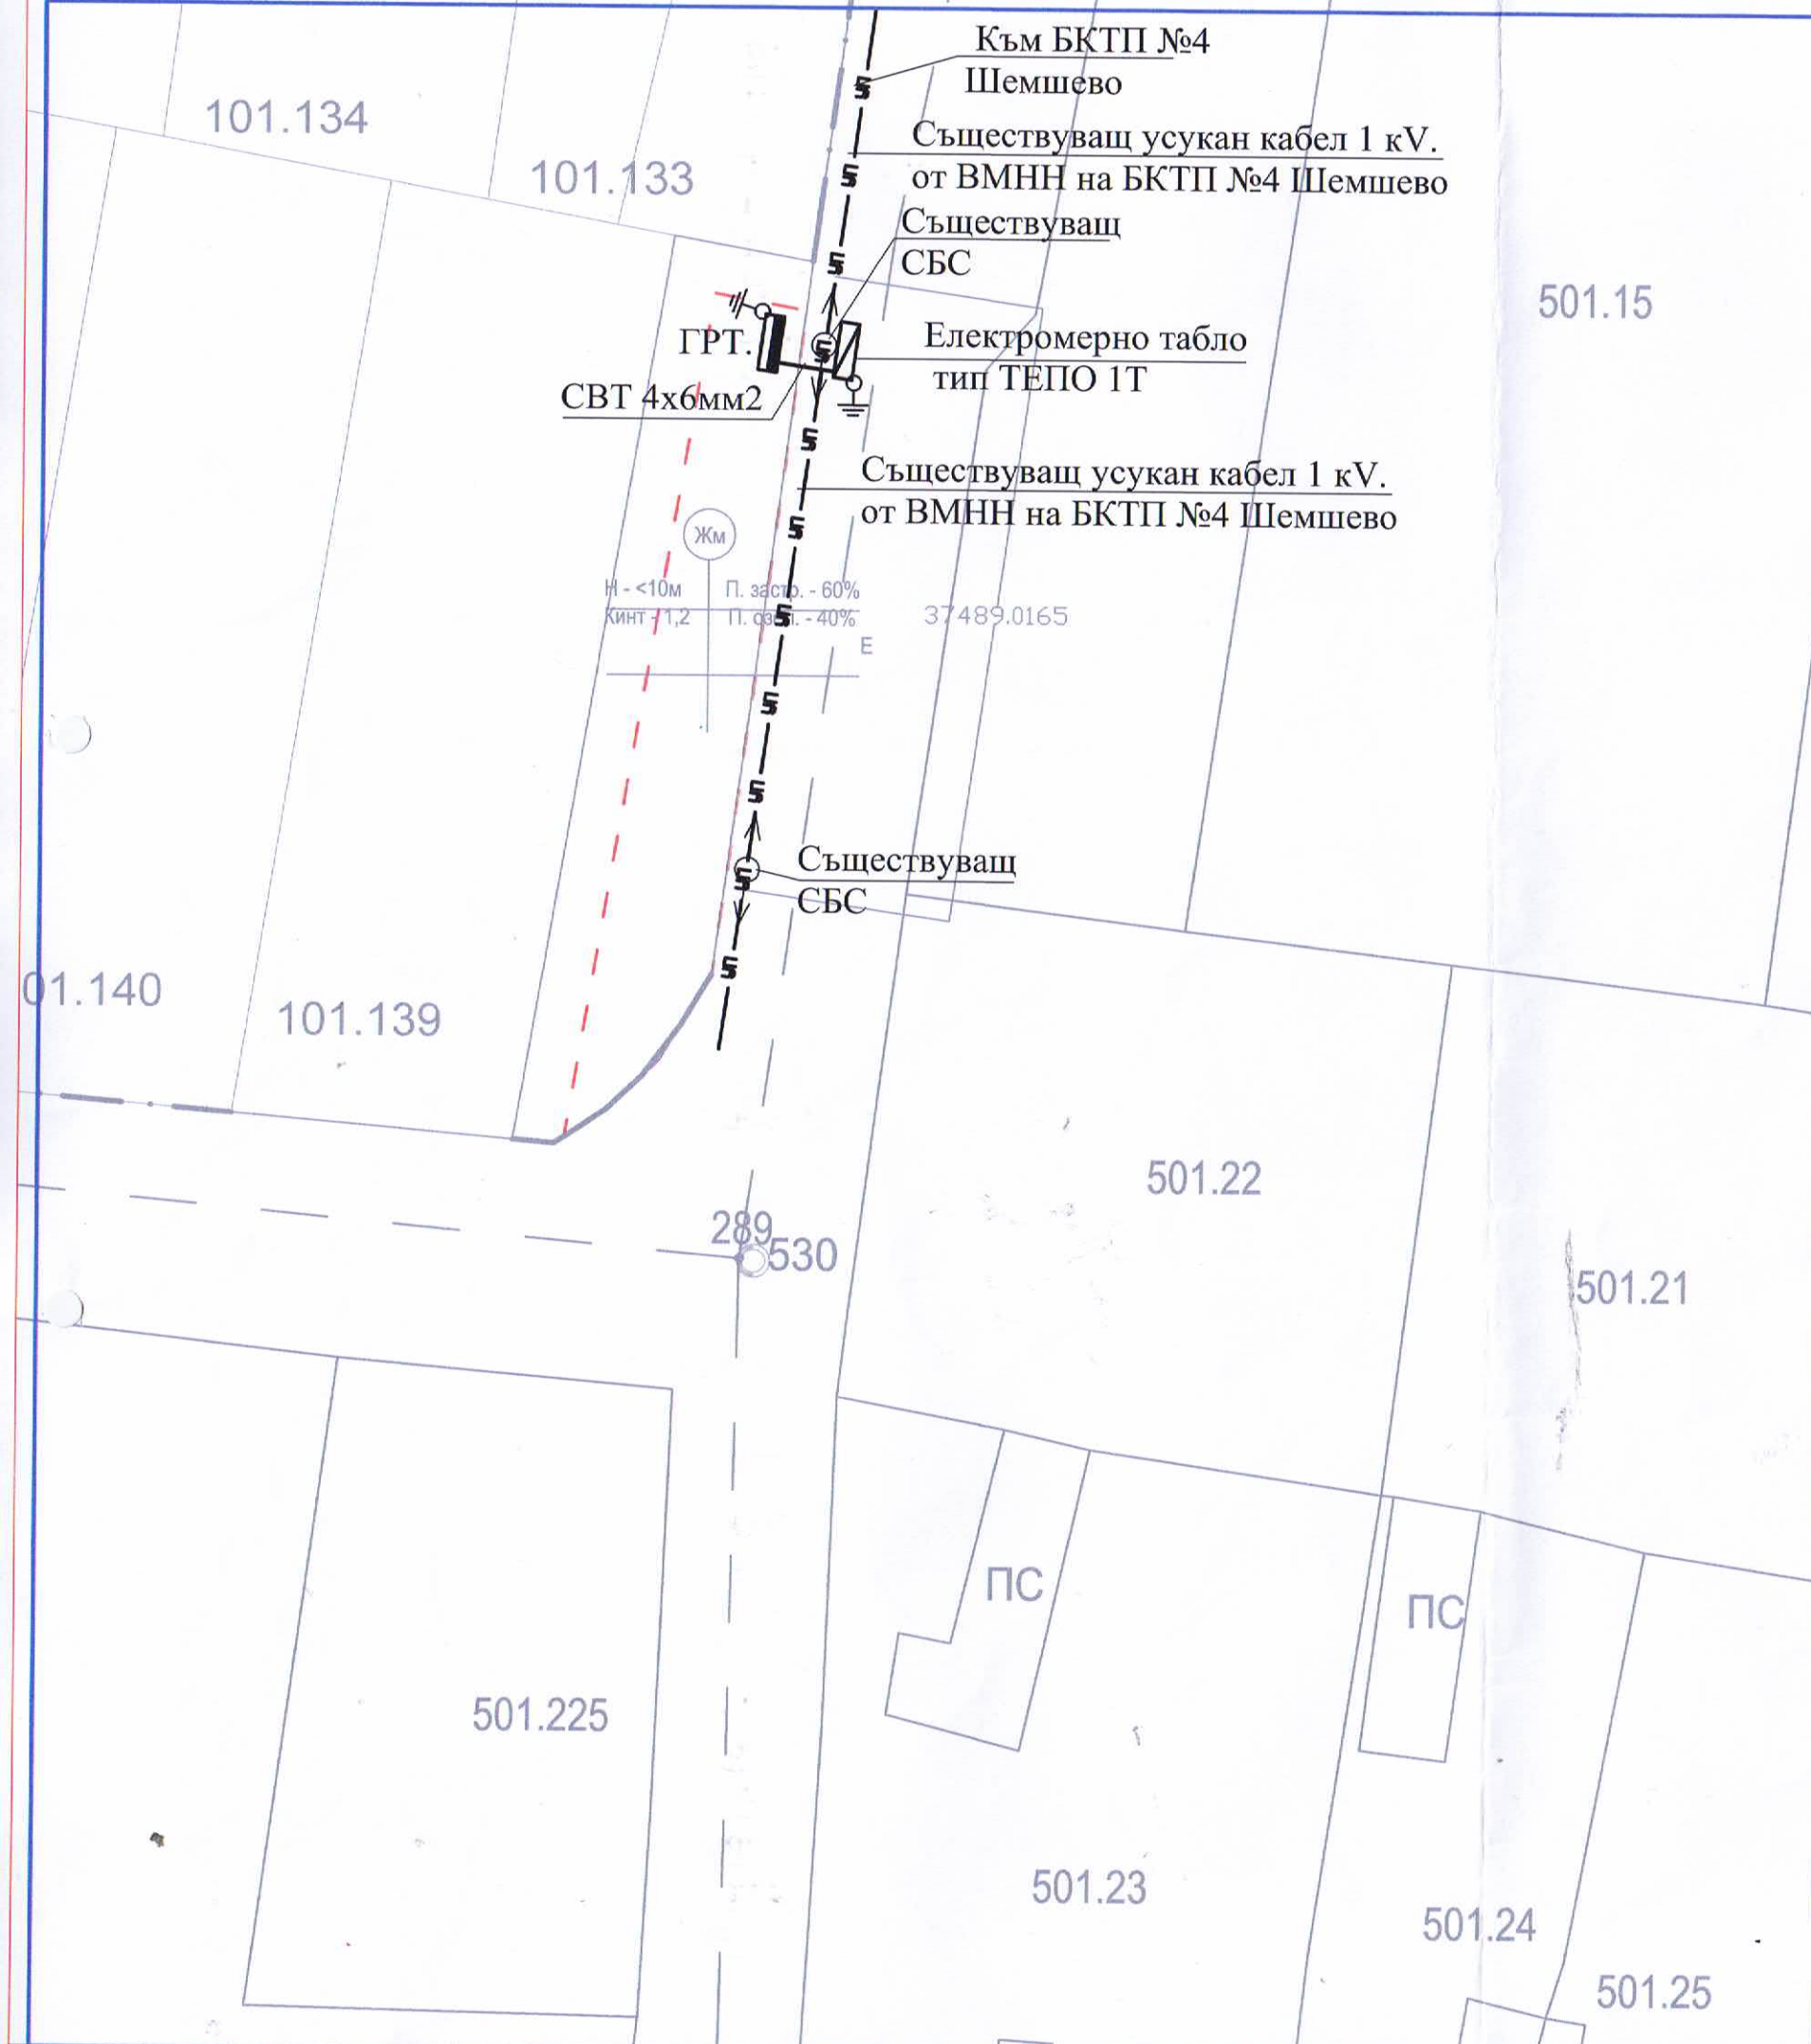 Към БКТП №4
Шемшево
101.134
Съществуващ усукан кабел 1 кV.
от ВМНН на БКТП №4 Шемшево
101.133
Съществуващ
СБС
501.15
ГРТ.
Електромерно табло
тип ТЕПО 1Т
СВТ 4х6мм2
Съществуващ усукан кабел 1 кV.
от ВМНН на БКТП №4 Шемшево
Жм
Н - <10м
П. застр. - 60%
Кинт - 1,2
П. озел. - 40%
37489.0165
Е
Съществуващ
СБС
01.140
101.139
501.22
289
530
501.21
ПС
ПС
501.225
501.23
501.24
501.25